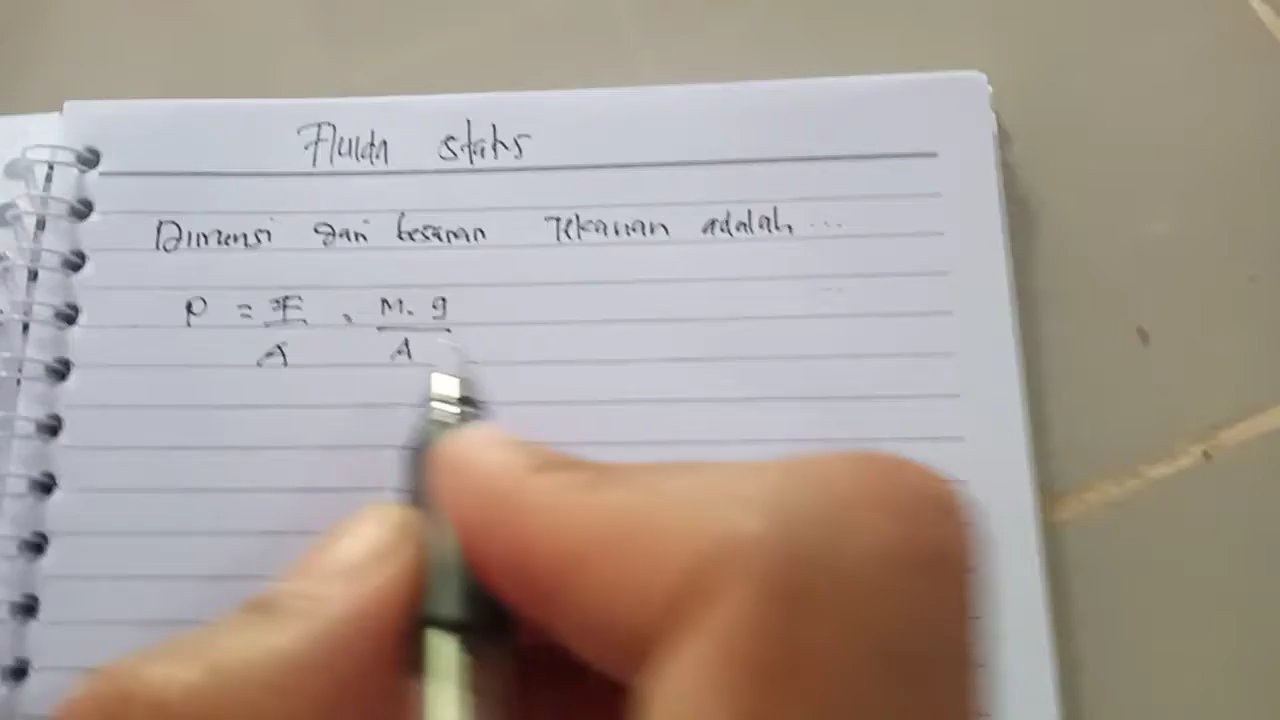 Fluida statis
Dimensi dari besaran Tekanan adalah ...
P = F/A = M. g/A